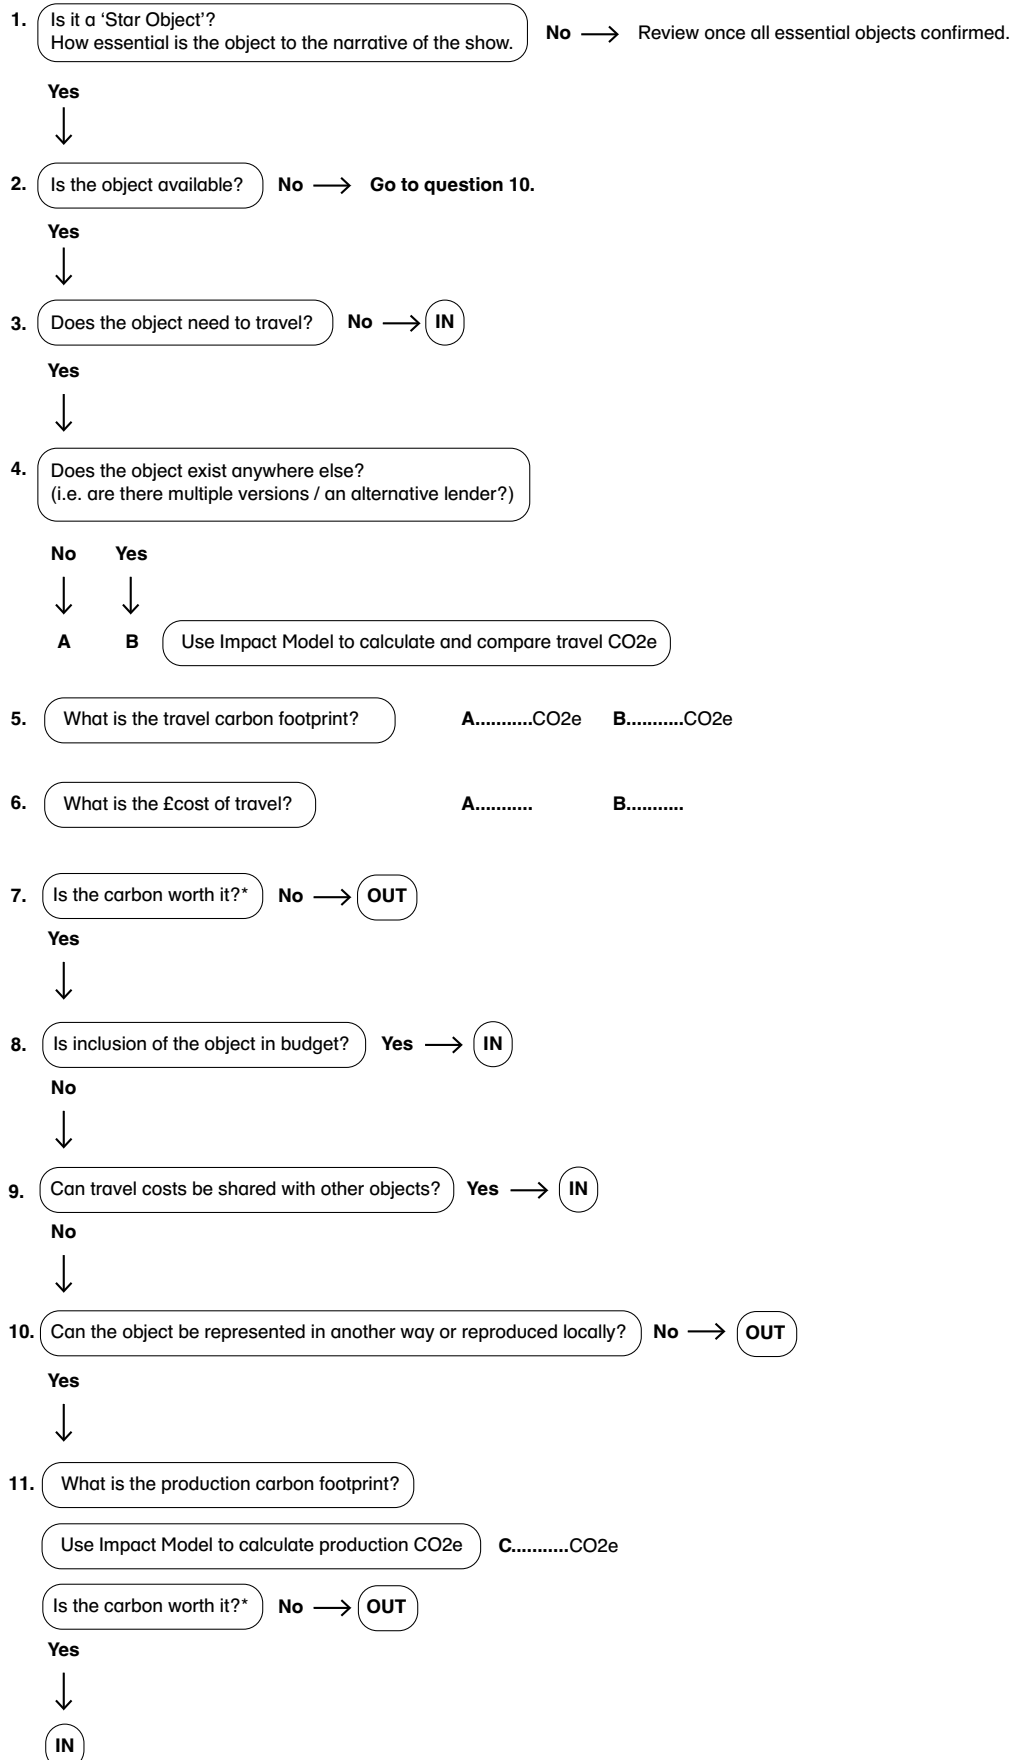 1. Is it a ‘Star Object’?
How essential is the object to the narrative of the show.
No Review once all essential objects confirmed.
Yes
2. Is the object available? No Go to question 10.
Yes
3. Does the object need to travel? No IN
Yes
4. Does the object exist anywhere else?
(i.e. are there multiple versions / an alternative lender?)
No Yes
A B Use Impact Model to calculate and compare travel CO2e
5. What is the travel carbon footprint? A...........CO2e B...........CO2e
6. What is the £cost of travel? A........... B...........
7. Is the carbon worth it?* No OUT
Yes
8. Is inclusion of the object in budget? Yes IN
No
9. Can travel costs be shared with other objects? Yes IN
No
10. Can the object be represented in another way or reproduced locally? No OUT
Yes
11. What is the production carbon footprint?
Use Impact Model to calculate production CO2e C...........CO2e
Is the carbon worth it?* No OUT
Yes
IN